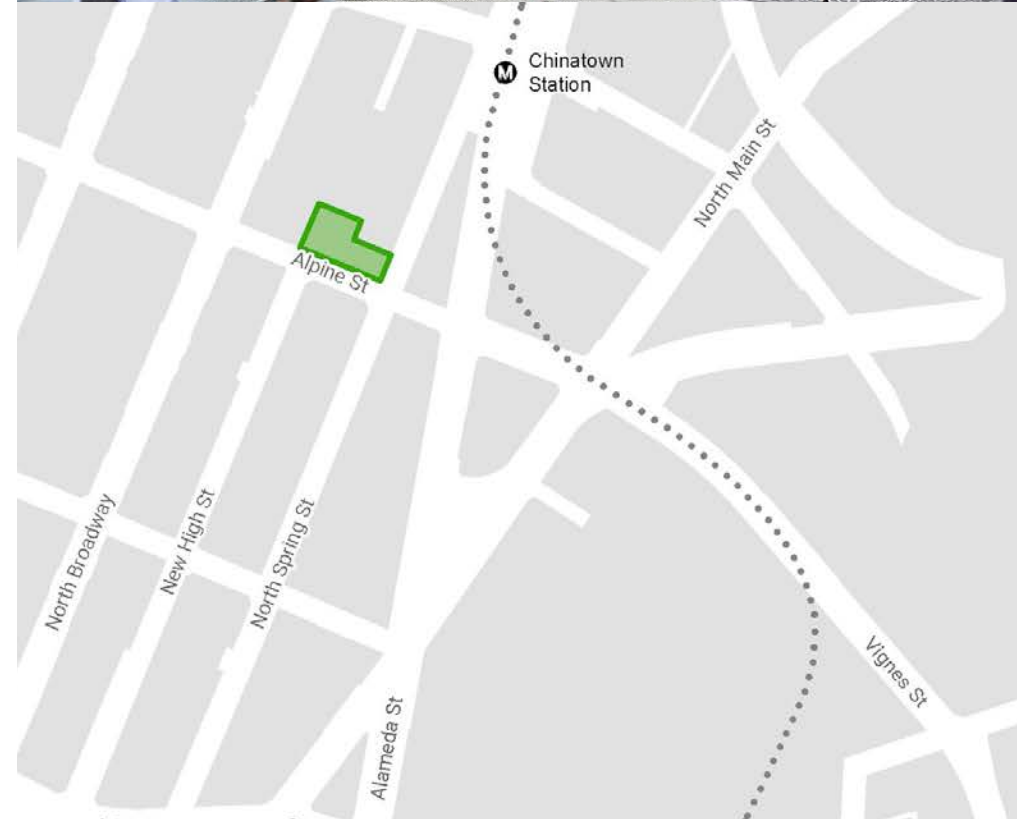 M
Chinatown
Station
North Main St
Alpine St
North Broadway
New High St
North Spring St
Vignes St
Alameda St